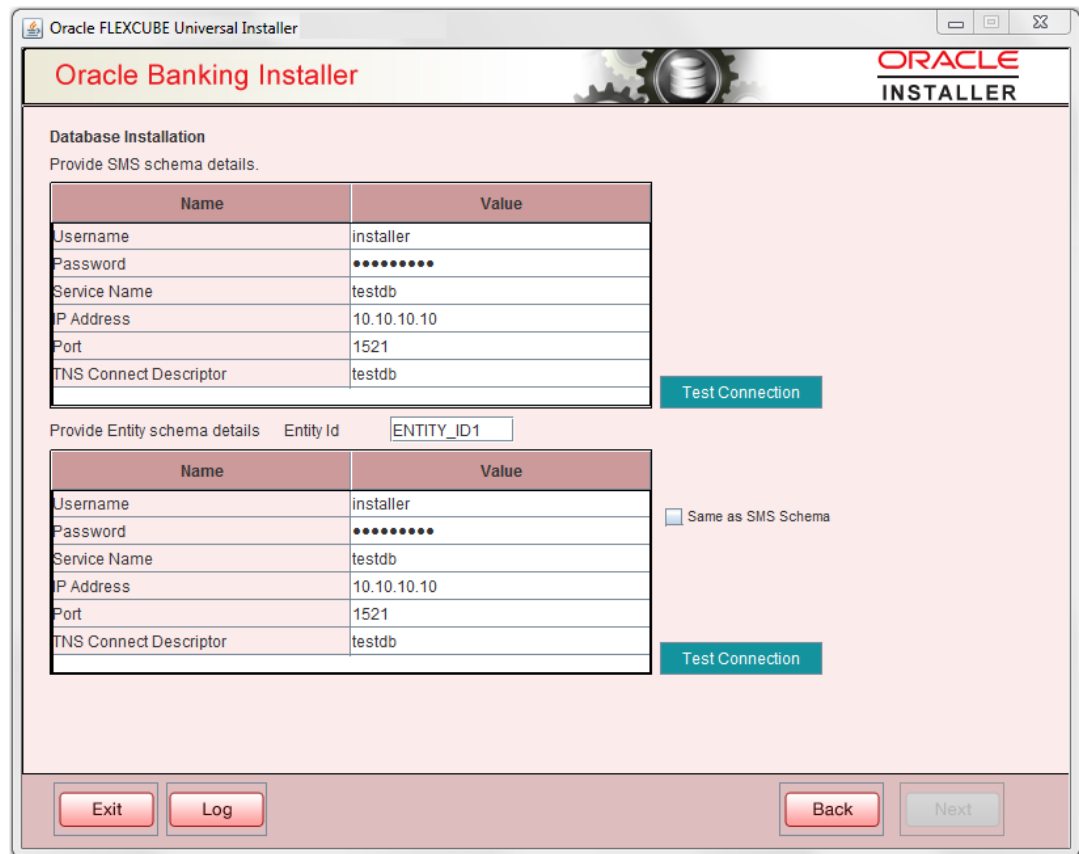 Oracle FLEXCUBE Universal Installer
Oracle Banking Installer
ORACLE
INSTALLER
Database Installation
Provide SMS schema details.
Name Value
Username installer
Password •••••••••
Service Name testdb
IP Address 10.10.10.10
Port 1521
TNS Connect Descriptor testdb
Test Connection
Provide Entity schema details Entity Id ENTITY_ID1
Name Value
Username installer
Password •••••••••
Same as SMS Schema
Service Name testdb
IP Address 10.10.10.10
Port 1521
TNS Connect Descriptor testdb
Test Connection
Exit Log Back Next